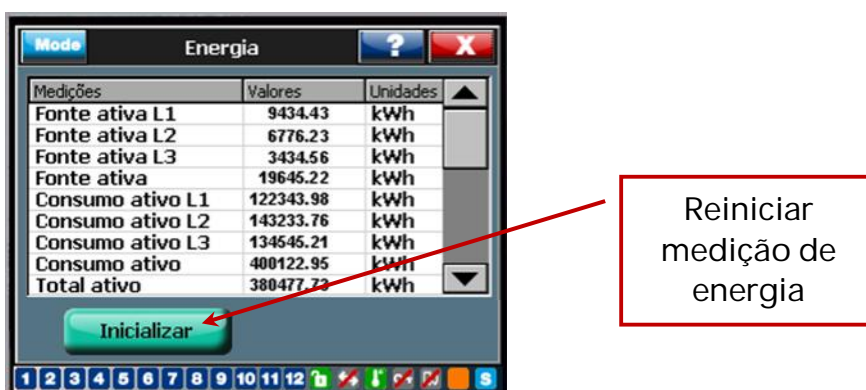 Mode Energia ? X
Medições Valores Unidades
Fonte ativa L1 9434.43 kWh
Fonte ativa L2 6776.23 kWh
Fonte ativa L3 3434.56 kWh
Fonte ativa 19645.22 kWh
Consumo ativo L1 122343.98 kWh
Consumo ativo L2 143233.76 kWh
Consumo ativo L3 134545.21 kWh
Consumo ativo 400122.95 kWh
Total ativo 380477.73 kWh
Inicializar
1 2 3 4 5 6 7 8 9 10 11 12 S
Reiniciar
medição de
energia